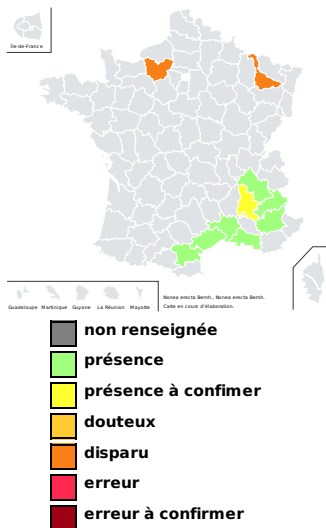 Île-de-France
Guadeloupe Martinique Guyane La Réunion Mayotte
Nonea erecta Bernh., Nonea erecta Bernh.
Carte en cours d'élaboration.
non renseignée
présence
présence à confimer
douteux
disparu
erreur
erreur à confirmer